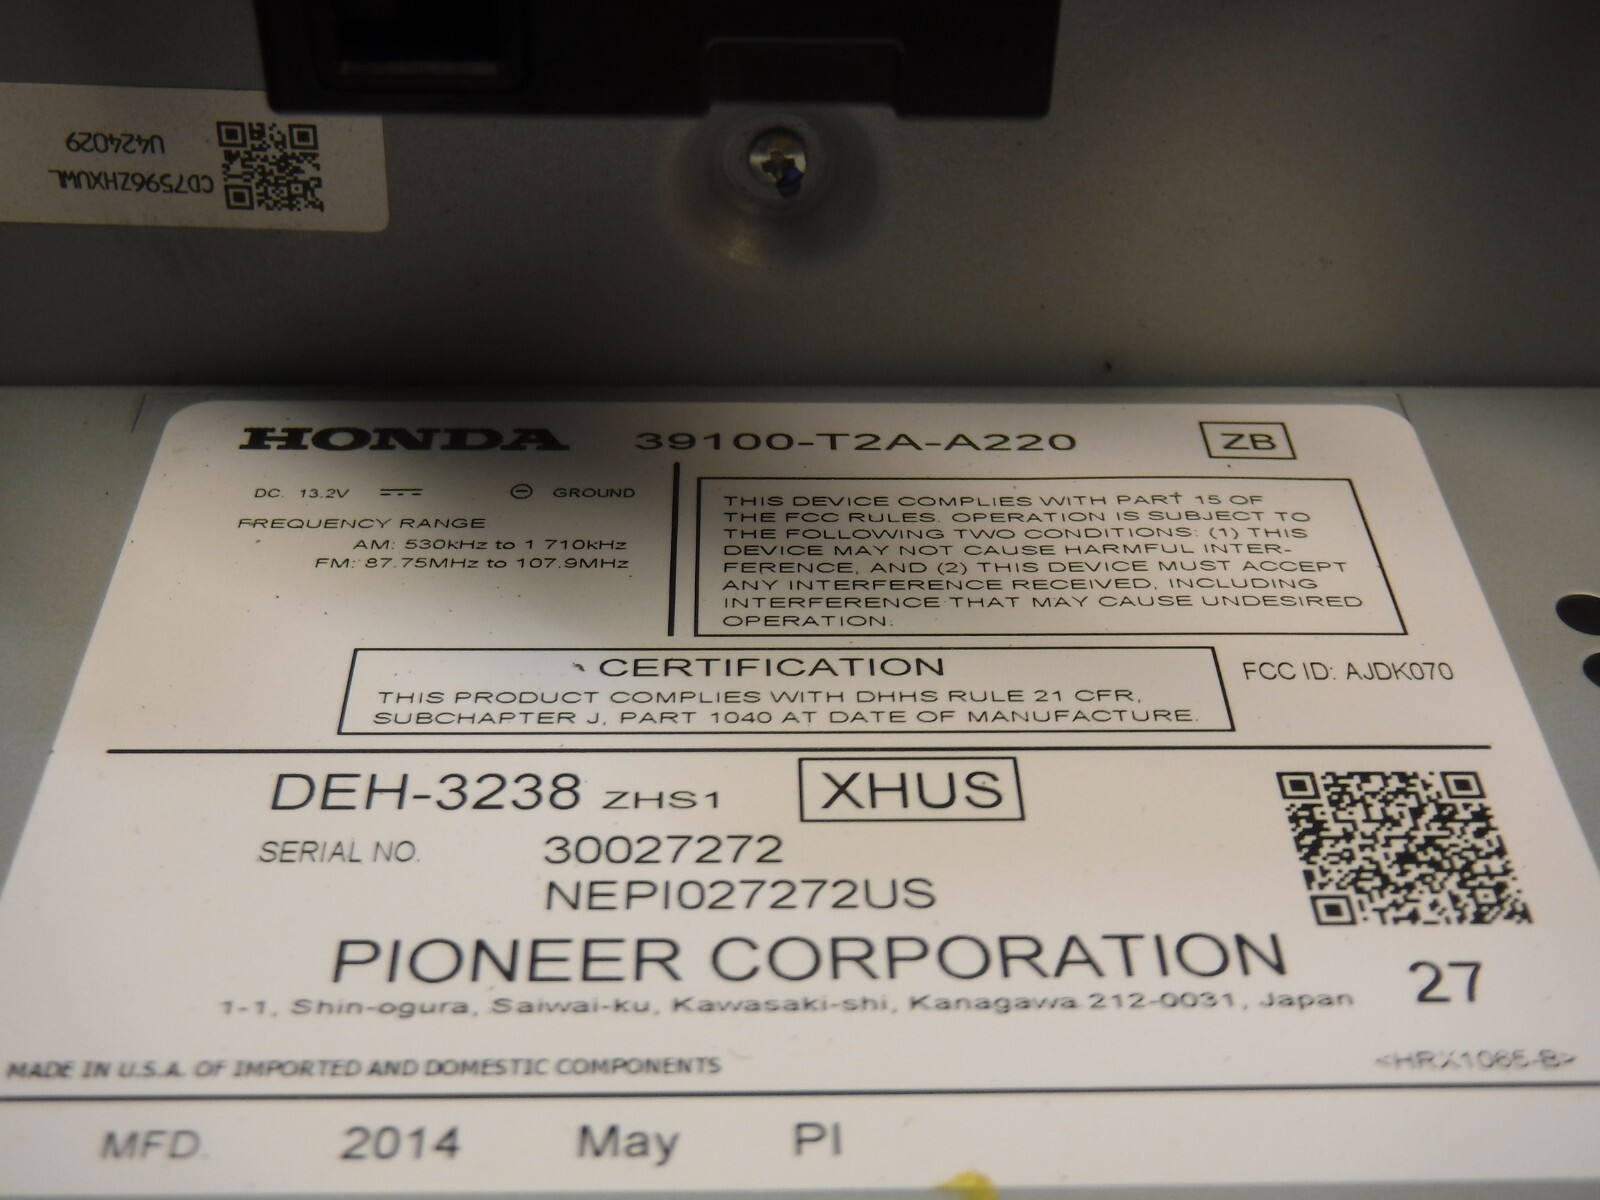 U424029
CD7596ZHXUWL
HONDA 39100-T2A-A220 ZB
DC. 13.2V GROUND
FREQUENCY RANGE
AM: 530kHz to 1 710kHz
FM: 87.75MHz to 107.9MHz
THIS DEVICE COMPLIES WITH PART 15 OF
THE FCC RULES. OPERATION IS SUBJECT TO
THE FOLLOWING TWO CONDITIONS: (1) THIS
DEVICE MAY NOT CAUSE HARMFUL INTER-
FERENCE, AND (2) THIS DEVICE MUST ACCEPT
ANY INTERFERENCE RECEIVED, INCLUDING
INTERFERENCE THAT MAY CAUSE UNDESIRED
OPERATION.
CERTIFICATION
THIS PRODUCT COMPLIES WITH DHHS RULE 21 CFR,
SUBCHAPTER J, PART 1040 AT DATE OF MANUFACTURE.
FCC ID: AJDK070
DEH-3238 ZHS1 XHUS
SERIAL NO. 30027272
NEPI027272US
PIONEER CORPORATION 27
1-1, Shin-ogura, Saiwai-ku, Kawasaki-shi, Kanagawa 212-0031, Japan
MADE IN U.S.A. OF IMPORTED AND DOMESTIC COMPONENTS <HRX1065-B>
MFD. 2014 May PI